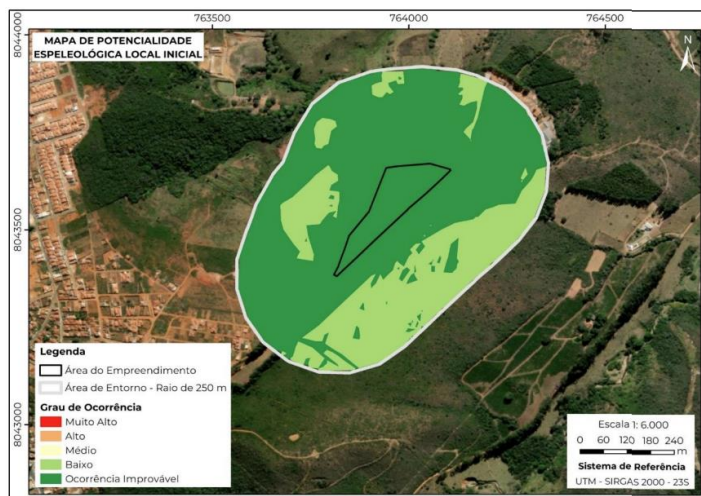 763500
764000
764500
8044000
8043500
8043000
MAPA DE POTENCIALIDADE
ESPELEOLÓGICA LOCAL INICIAL
N
Legenda
Área do Empreendimento
Área de Entorno - Raio de 250 m
Grau de Ocorrência
Muito Alto
Alto
Médio
Baixo
Ocorrência Improvável
Escala 1: 6.000
0 60 120 180 240
m
Sistema de Referência
UTM - SIRGAS 2000 - 23S